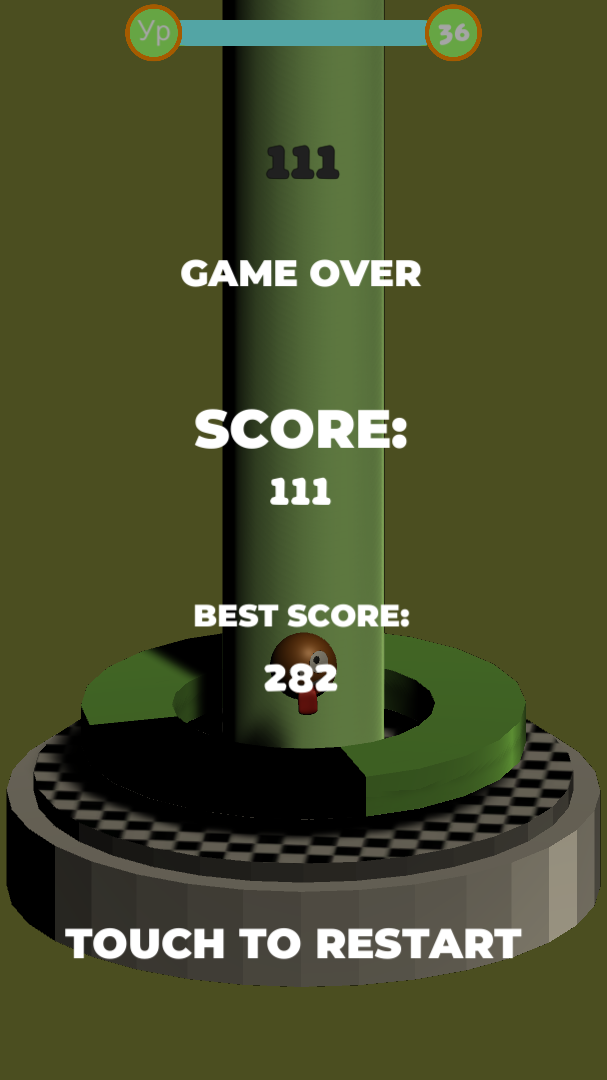 Ур 36
111
GAME OVER
SCORE:
111
BEST SCORE:
282
TOUCH TO RESTART